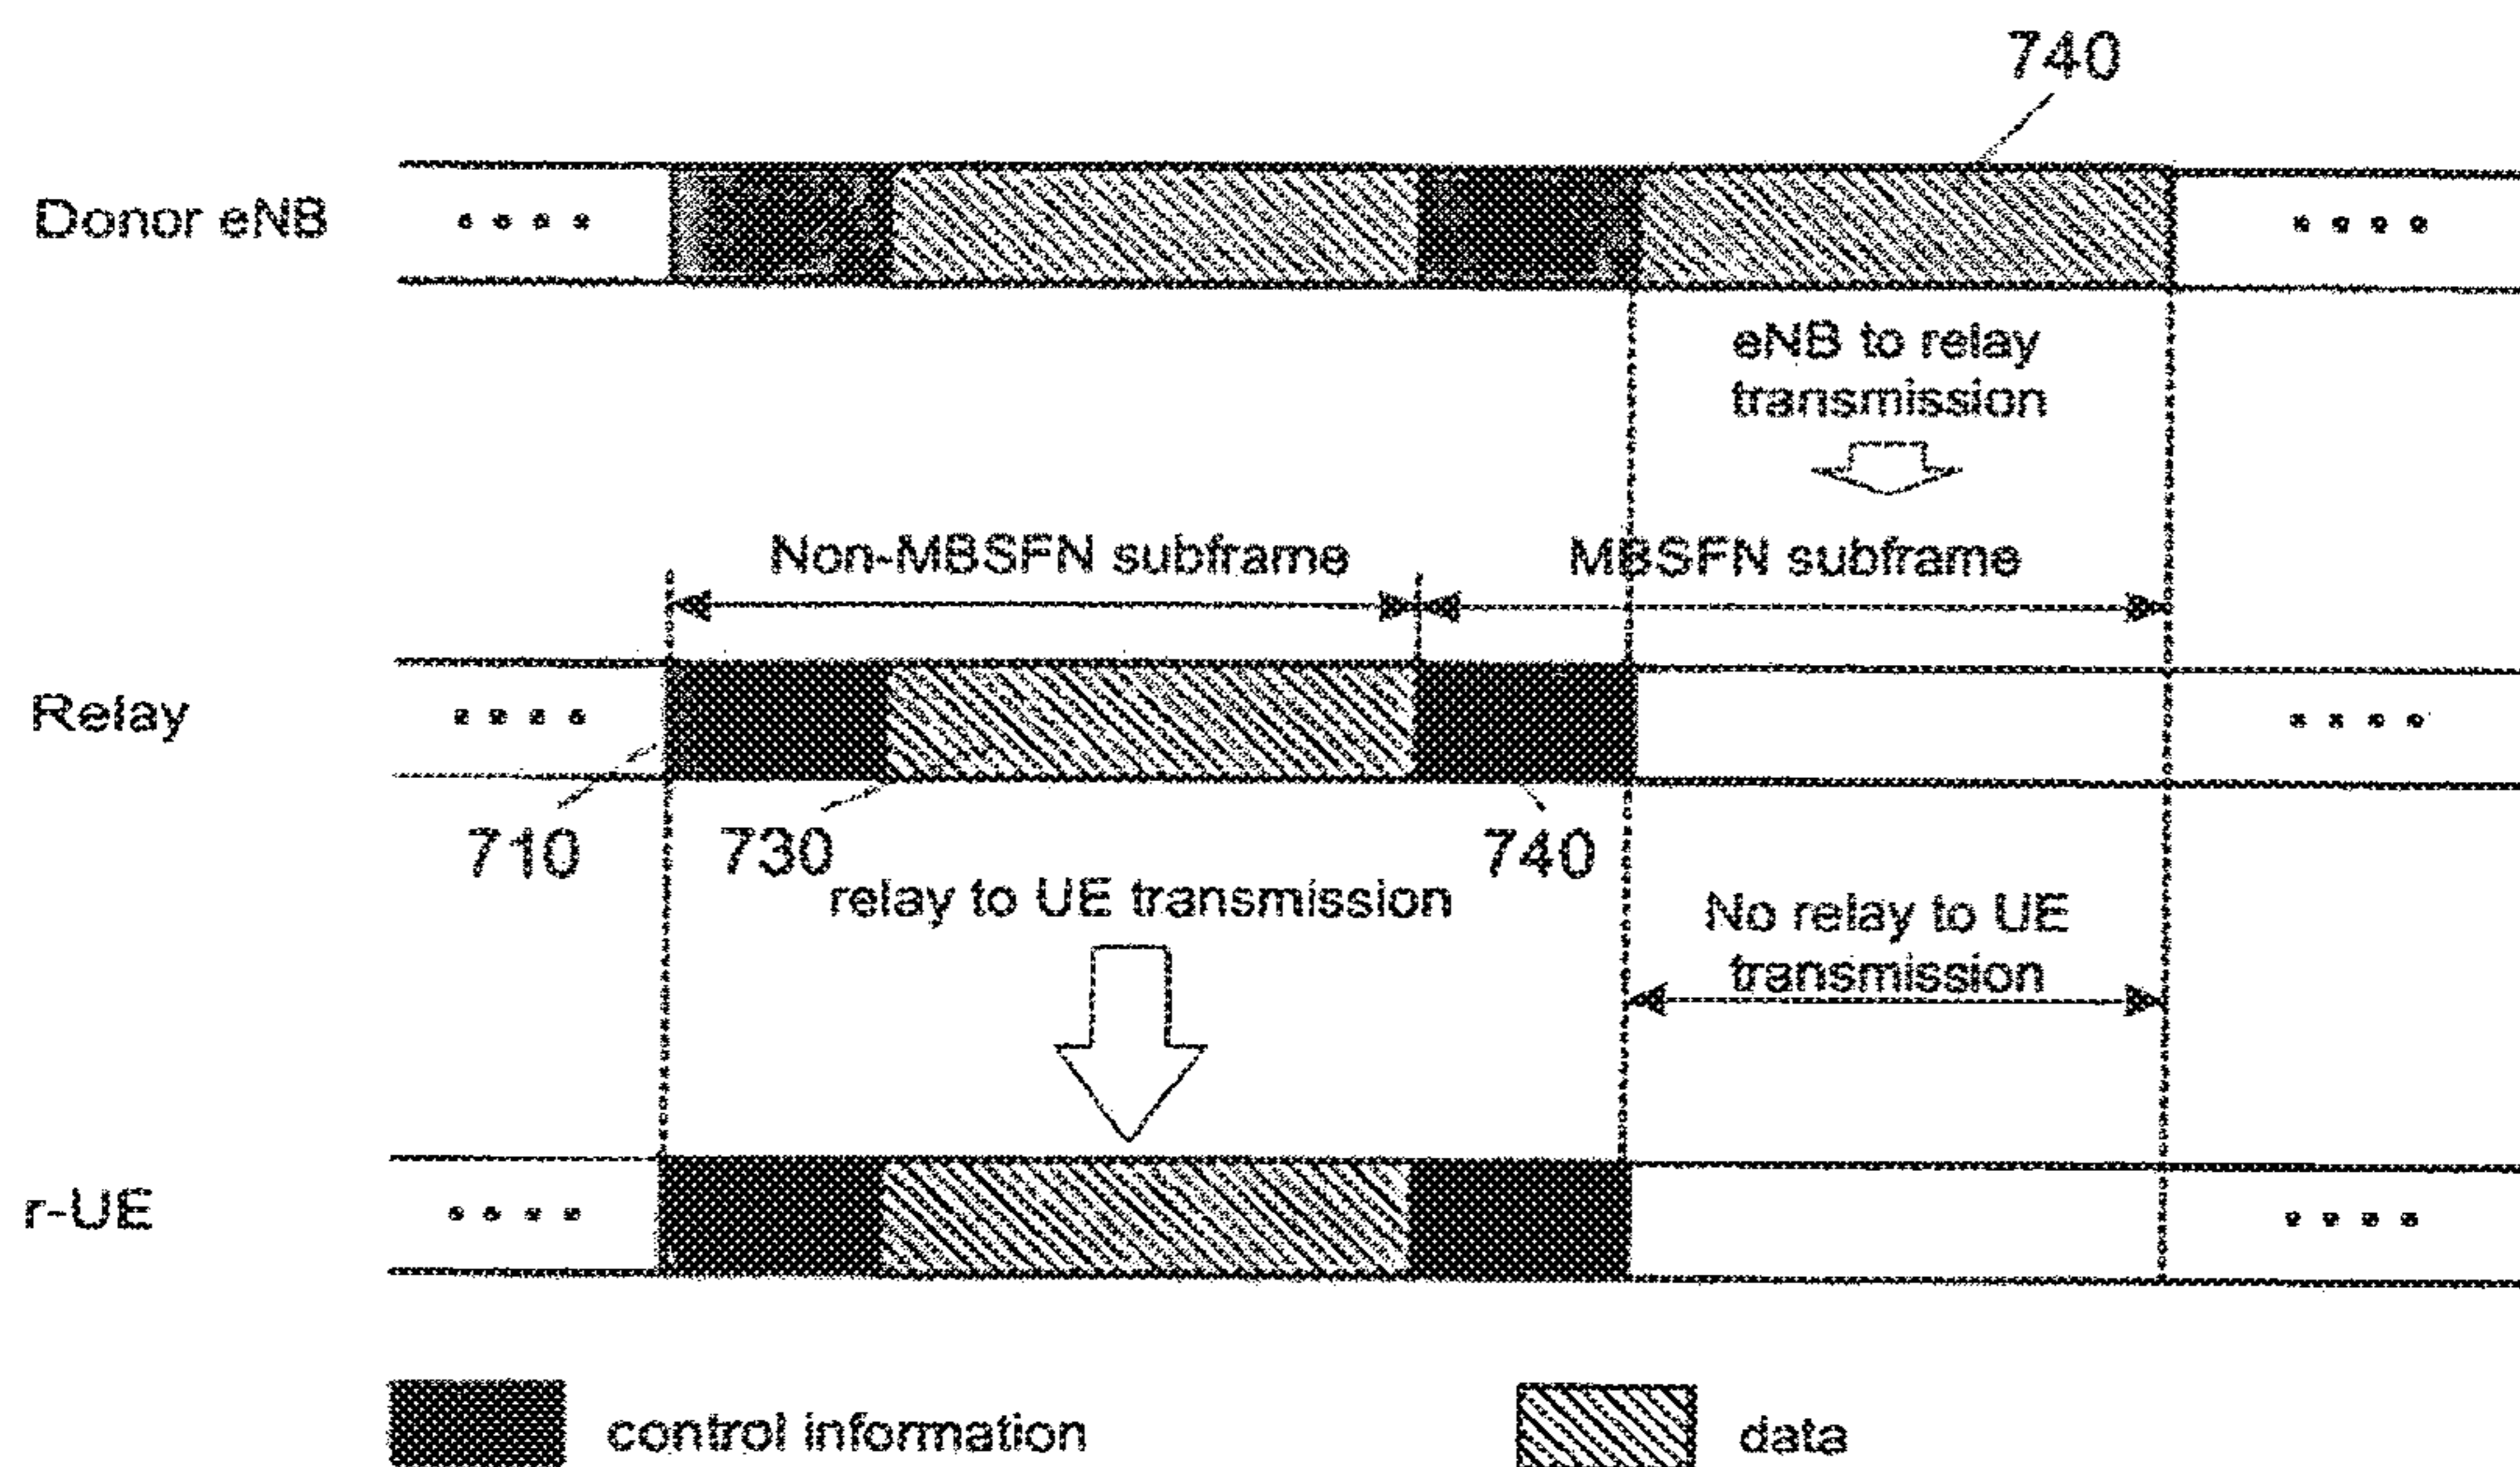 740
Donor eNB
eNB to relay
transmission
Non-MBSFN subframe
MBSFN subframe
Relay
710
730
740
relay to UE transmission
No relay to UE
transmission
r-UE
control information
data